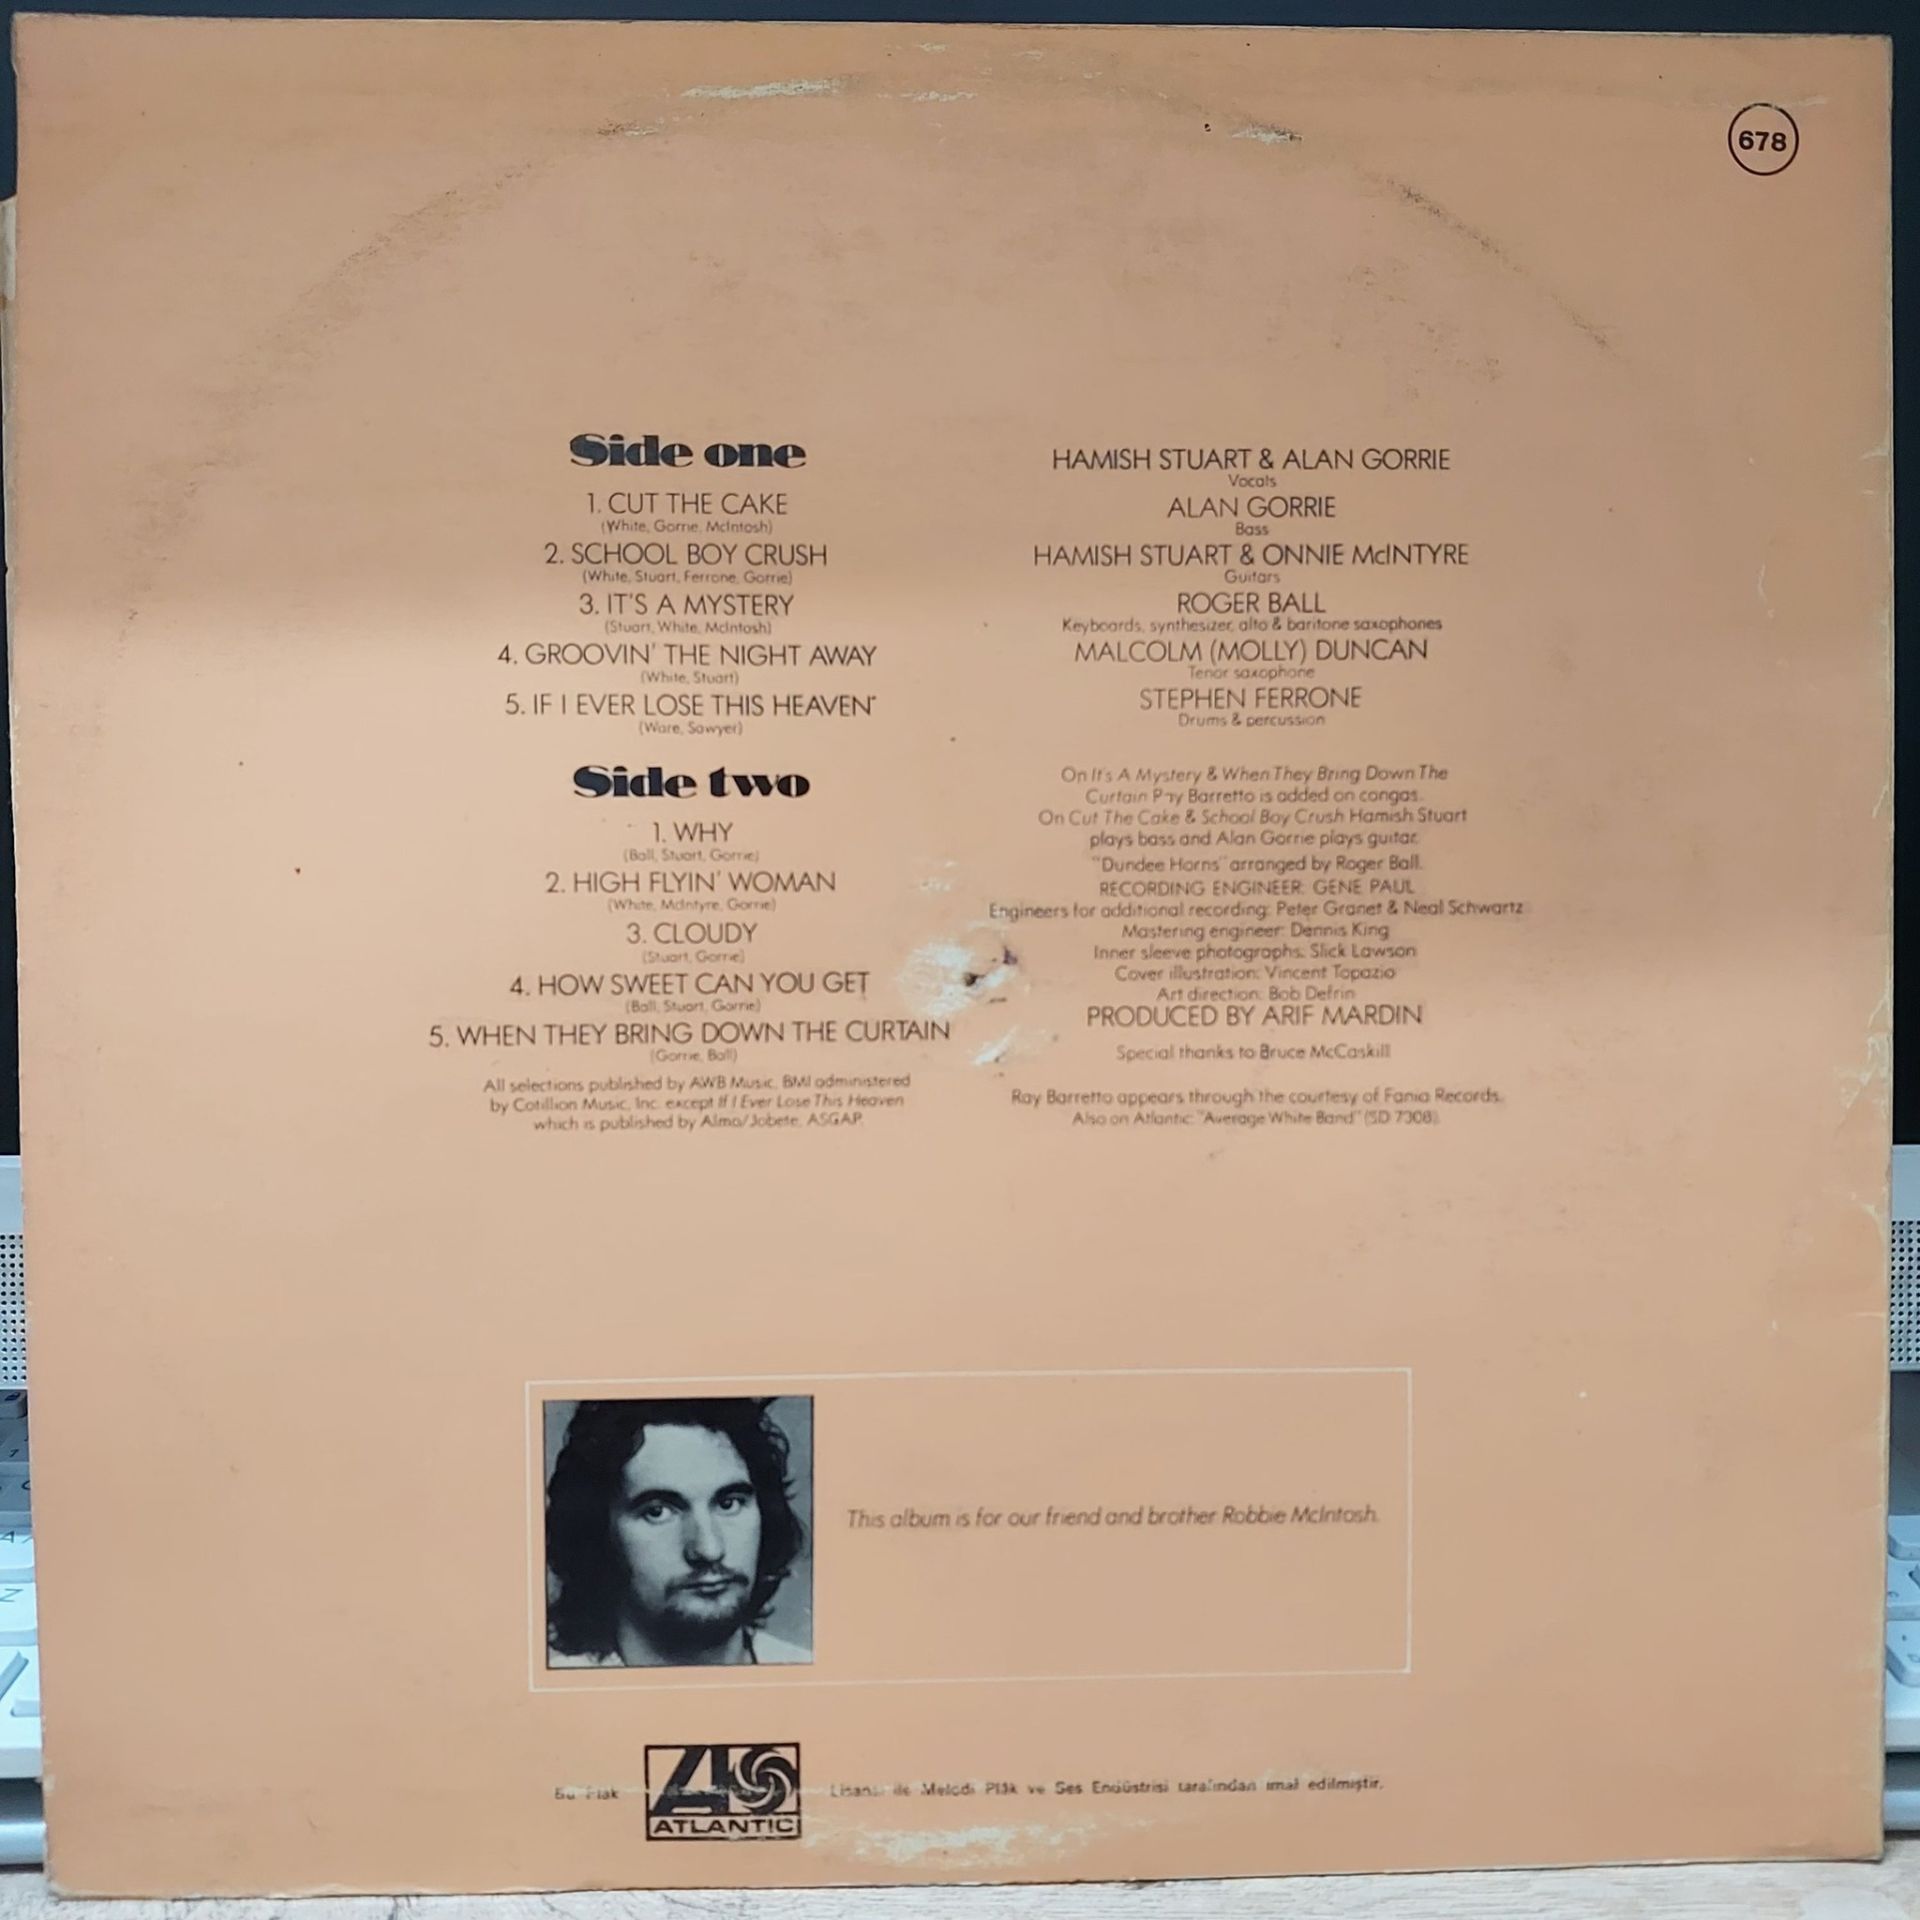 678
Side one
1. CUT THE CAKE
(White, Gorrie, McIntosh)
2. SCHOOL BOY CRUSH
(White, Stuart, Ferrone, Gorrie)
3. IT'S A MYSTERY
(Stuart, White, McIntosh)
4. GROOVIN' THE NIGHT AWAY
(White, Stuart)
5. IF I EVER LOSE THIS HEAVEN*
(Ware, Sawyer)
Side two
1. WHY
(Ball, Stuart, Gorrie)
2. HIGH FLYIN' WOMAN
(White, McIntyre, Gorrie)
3. CLOUDY
(Stuart, Gorrie)
4. HOW SWEET CAN YOU GET
(Ball, Stuart, Gorrie)
5. WHEN THEY BRING DOWN THE CURTAIN
(Gorrie, Ball)
All selections published by AWB Music, BMI administered
by Cotillion Music, Inc. except If I Ever Lose This Heaven
which is published by Almo/Jobete, ASGAP.
HAMISH STUART & ALAN GORRIE
Vocals
ALAN GORRIE
Bass
HAMISH STUART & ONNIE McINTYRE
Guitars
ROGER BALL
Keyboards, synthesizer, alto & baritone saxophones
MALCOLM (MOLLY) DUNCAN
Tenor saxophone
STEPHEN FERRONE
Drums & percussion
On It's A Mystery & When They Bring Down The
Curtain Ray Barretto is added on congas.
On Cut The Cake & School Boy Crush Hamish Stuart
plays bass and Alan Gorrie plays guitar.
"Dundee Horns" arranged by Roger Ball.
RECORDING ENGINEER: GENE PAUL
Engineers for additional recording: Peter Granet & Neal Schwartz
Mastering engineer: Dennis King
Inner sleeve photographs: Slick Lawson
Cover illustration: Vincent Topazio
Art direction: Bob Defrin
PRODUCED BY ARIF MARDIN
Special thanks to Bruce McCaskill
Ray Barretto appears through the courtesy of Fania Records.
Also on Atlantic: "Average White Band" (SD 7308)
This album is for our friend and brother Robbie McIntosh.
Bu Plak
ATLANTIC
Lisansı ile Melodi Plâk ve Ses Endüstrisi tarafından imal edilmiştir.